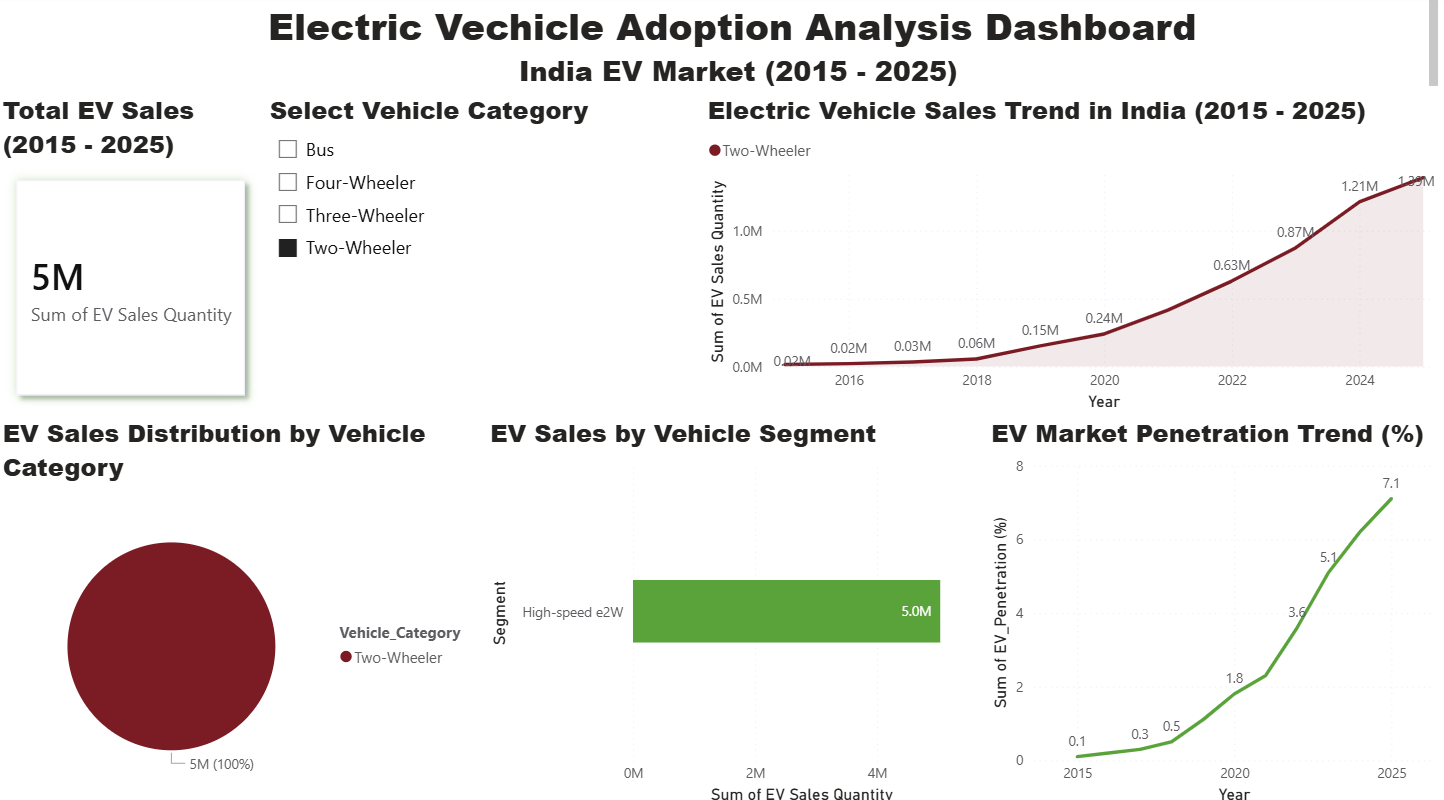 Electric Vechicle Adoption Analysis Dashboard
India EV Market (2015 - 2025)
Total EV Sales
(2015 - 2025)
5M
Sum of EV Sales Quantity
Select Vehicle Category
Bus
Four-Wheeler
Three-Wheeler
Two-Wheeler
Electric Vehicle Sales Trend in India (2015 - 2025)
Two-Wheeler
Sum of EV Sales Quantity
1.0M
0.5M
0.0M
0.02M
0.02M
0.03M
0.06M
0.15M
0.24M
0.63M
0.87M
1.21M
1.39M
2016
2018
2020
2022
2024
Year
EV Sales Distribution by Vehicle
Category
5M (100%)
Vehicle_Category
Two-Wheeler
EV Sales by Vehicle Segment
Segment
High-speed e2W
5.0M
0M
2M
4M
Sum of EV Sales Quantity
EV Market Penetration Trend (%)
Sum of EV_Penetration (%)
8
6
4
2
0
0.1
0.3
0.5
1.8
3.6
5.1
7.1
2015
2020
2025
Year